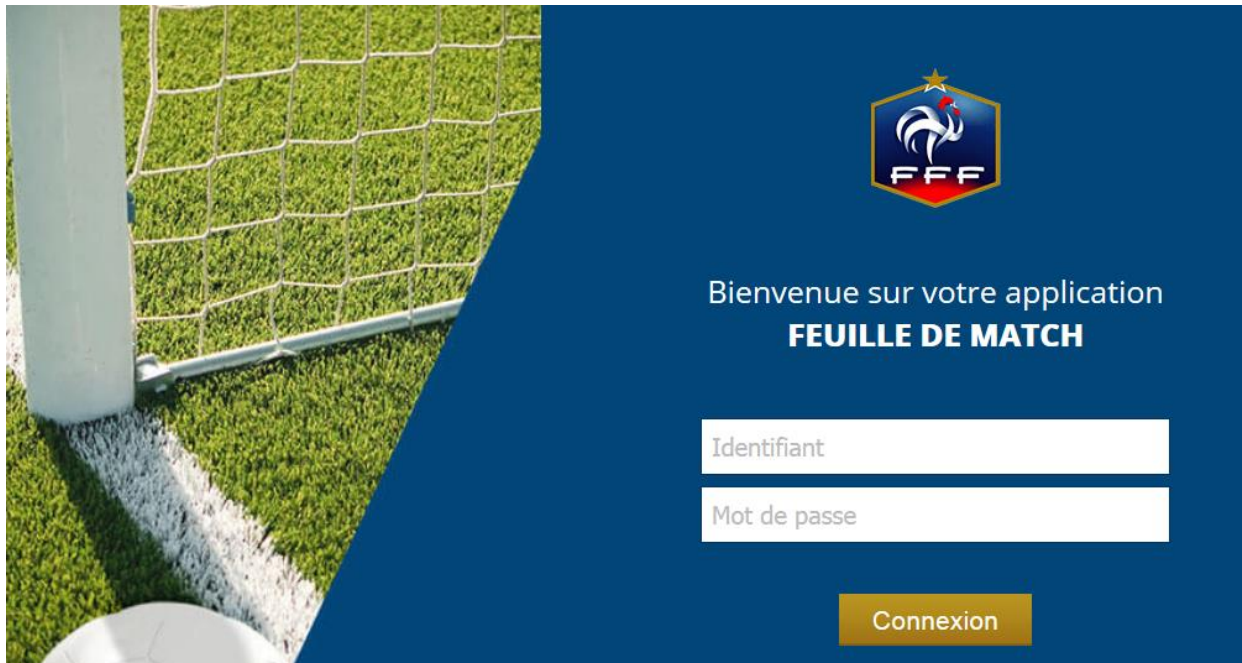 FFF
Bienvenue sur votre application
FEUILLE DE MATCH
Identifiant
Mot de passe
Connexion